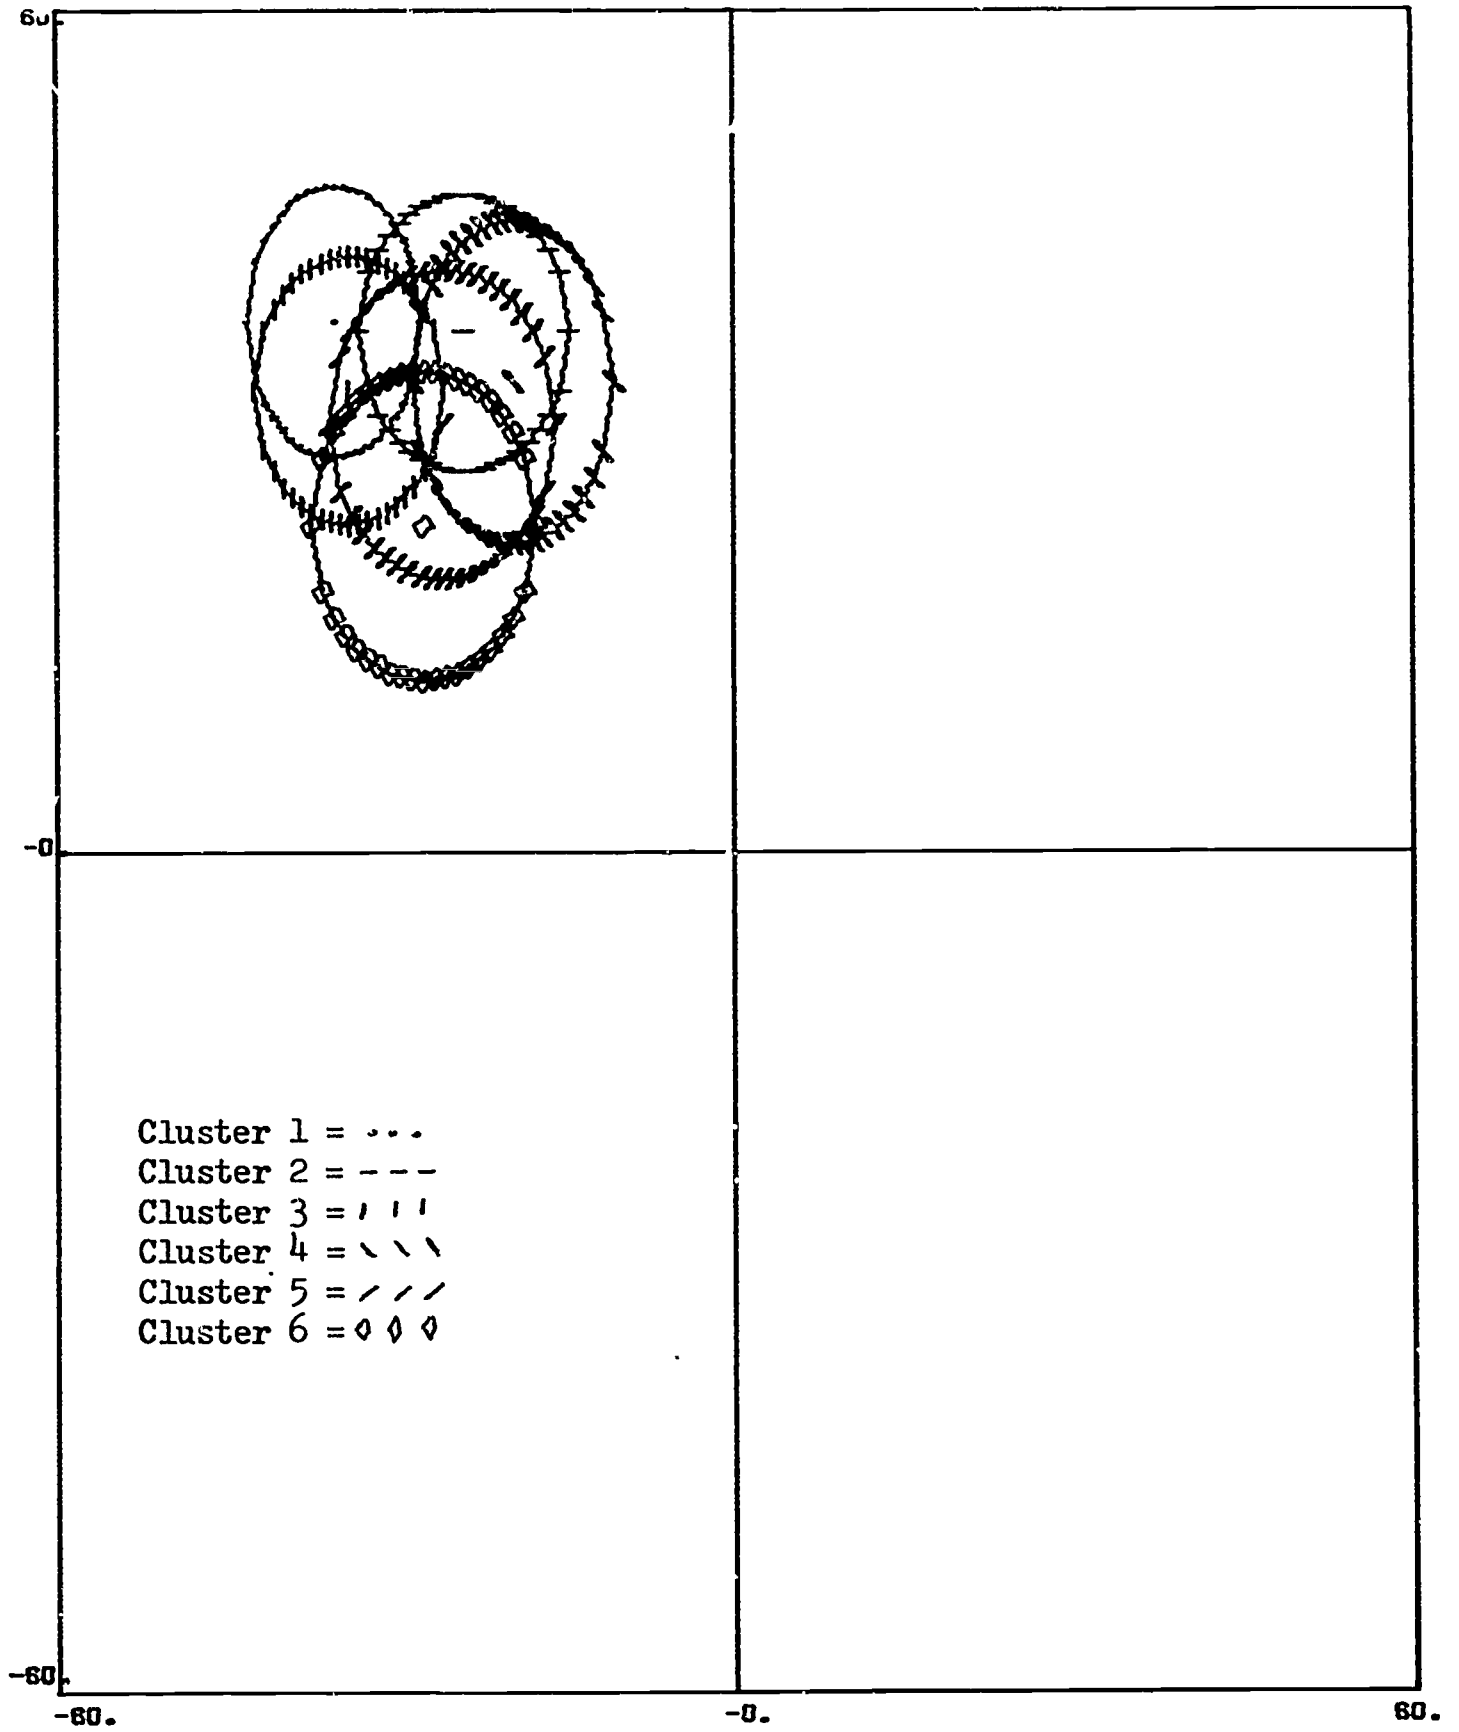 60
-0
Cluster 1 = . . .
Cluster 2 = - - -
Cluster 3 = ı ı ı
Cluster 4 = \ \ \
Cluster 5 = / / /
Cluster 6 = ◊ ◊ ◊
-60
-60. -0. 60.